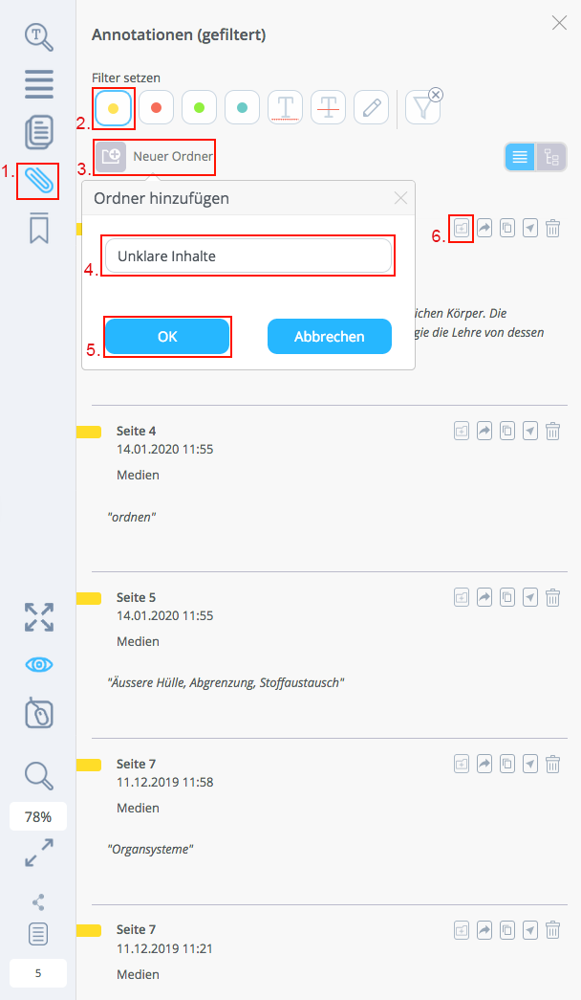 Annotationen (gefiltert)
Filter setzen
2.
T T
1.
3. Neuer Ordner
Ordner hinzufügen
6.
4. Unklare Inhalte
ichen Körper. Die
gie die Lehre von dessen
5. OK Abbrechen
Seite 4
14.01.2020 11:55
Medien
"ordnen"
Seite 5
14.01.2020 11:55
Medien
"Äussere Hülle, Abgrenzung, Stoffaustausch"
Seite 7
11.12.2019 11:58
Medien
"Organsysteme"
Seite 7
11.12.2019 11:21
Medien
T
78%
5